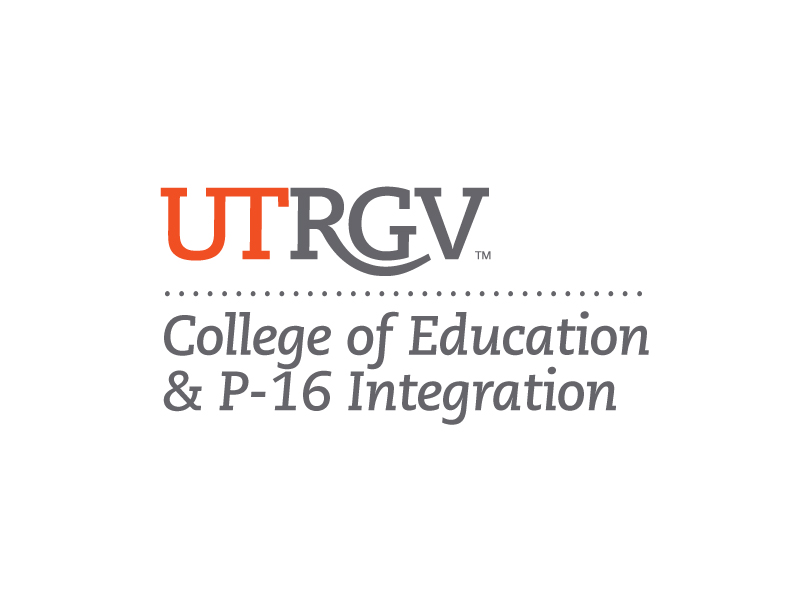 UTRGV™
College of Education
& P-16 Integration